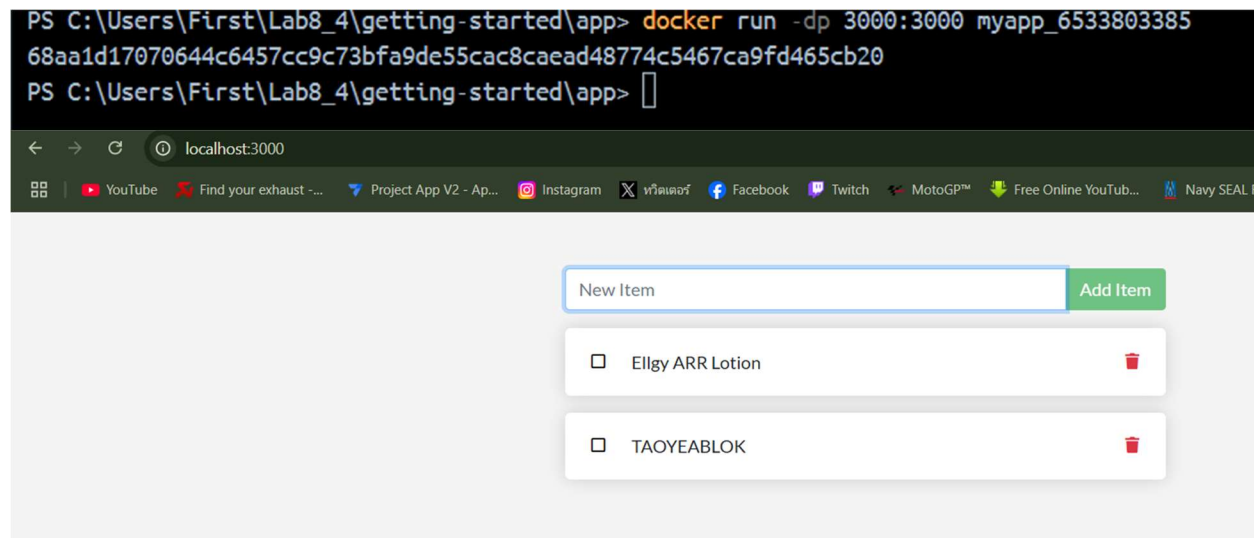 PS C:\Users\First\Lab8_4\getting-started\app> docker run -dp 3000:3000 myapp_6533803385
68aa1d17070644c6457cc9c73bfa9de55cac8caead48774c5467ca9fd465cb20
PS C:\Users\First\Lab8_4\getting-started\app>
localhost:3000
YouTube Find your exhaust -... Project App V2 - Ap... Instagram ทวิตเตอร์ Facebook Twitch MotoGP™ Free Online YouTub... Navy SEAL
New Item Add Item
Ellgy ARR Lotion
TAOYEABLOK